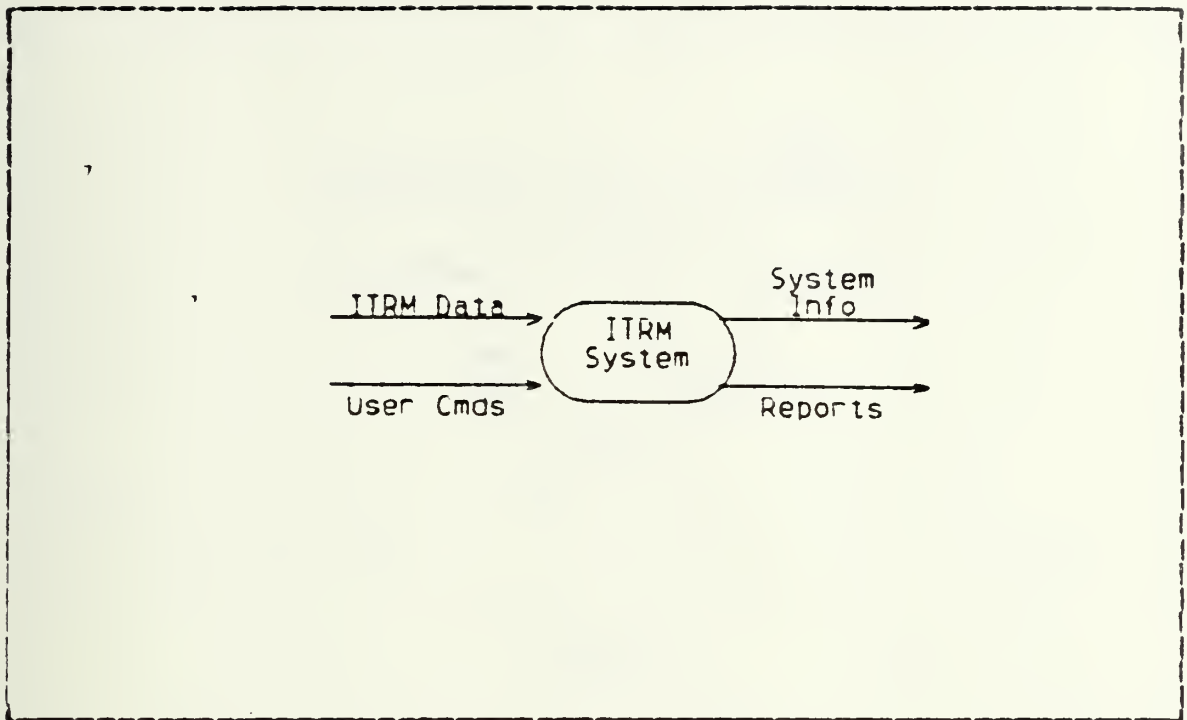 ITRM Data
User Cmds
ITRM
System
System
Info
Reports